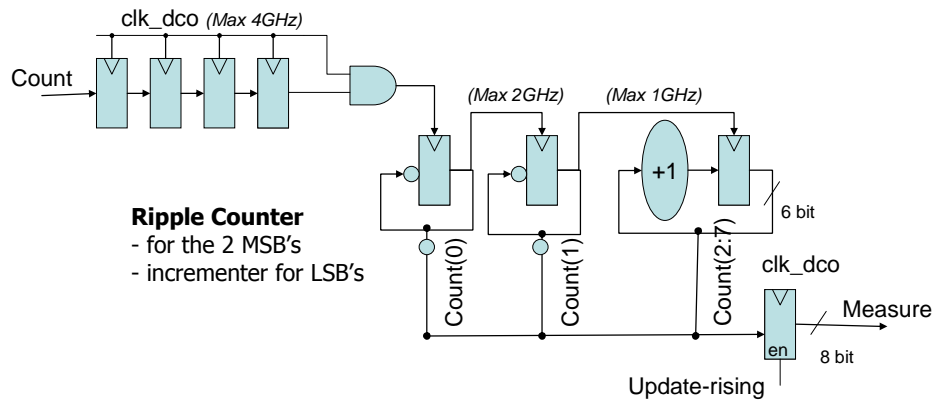 clk_dco (Max 4GHz)
Count
(Max 2GHz)
(Max 1GHz)
+1
6 bit
Ripple Counter
- for the 2 MSB's
- incrementer for LSB's
Count(0)
Count(1)
Count(2:7)
clk_dco
Measure
en
8 bit
Update-rising